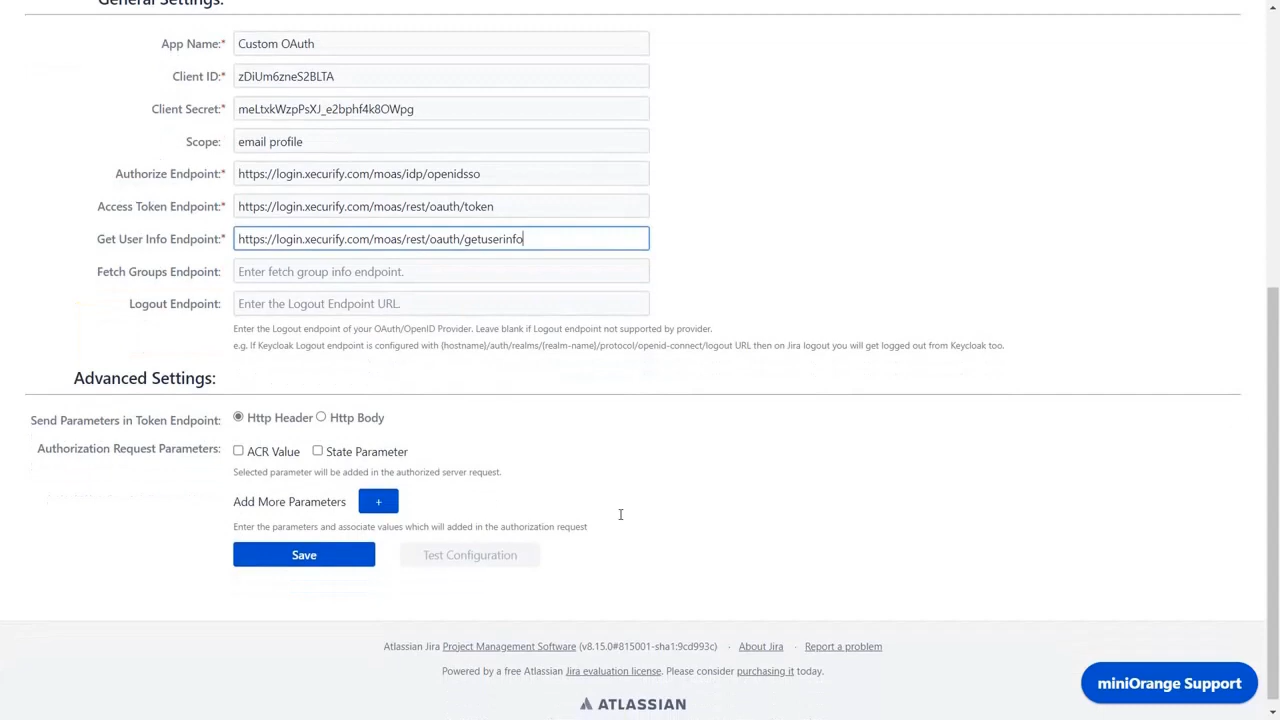 General Settings:
App Name:* Custom OAuth
Client ID:* zDiUm6zneS2BLTA
Client Secret:* meLtxkWzpPsXJ_e2bphf4k8OWpg
Scope: email profile
Authorize Endpoint:* https://login.xecurify.com/moas/idp/openidsso
Access Token Endpoint:* https://login.xecurify.com/moas/rest/oauth/token
Get User Info Endpoint:* https://login.xecurify.com/moas/rest/oauth/getuserinfo
Fetch Groups Endpoint: Enter fetch group info endpoint.
Logout Endpoint: Enter the Logout Endpoint URL.
Enter the Logout endpoint of your OAuth/OpenID Provider. Leave blank if Logout endpoint not supported by provider.
e.g. If Keycloak Logout endpoint is configured with {hostname}/auth/realms/{realm-name}/protocol/openid-connect/logout URL then on Jira logout you will get logged out from Keycloak too.
Advanced Settings:
Send Parameters in Token Endpoint: Http Header Http Body
Authorization Request Parameters: ACR Value State Parameter
Selected parameter will be added in the authorized server request.
Add More Parameters +
Enter the parameters and associate values which will added in the authorization request
Save Test Configuration
Atlassian Jira Project Management Software (v8.15.0#815001-sha1:9cd993c) · About Jira · Report a problem
Powered by a free Atlassian Jira evaluation license. Please consider purchasing it today.
miniOrange Support
ATLASSIAN